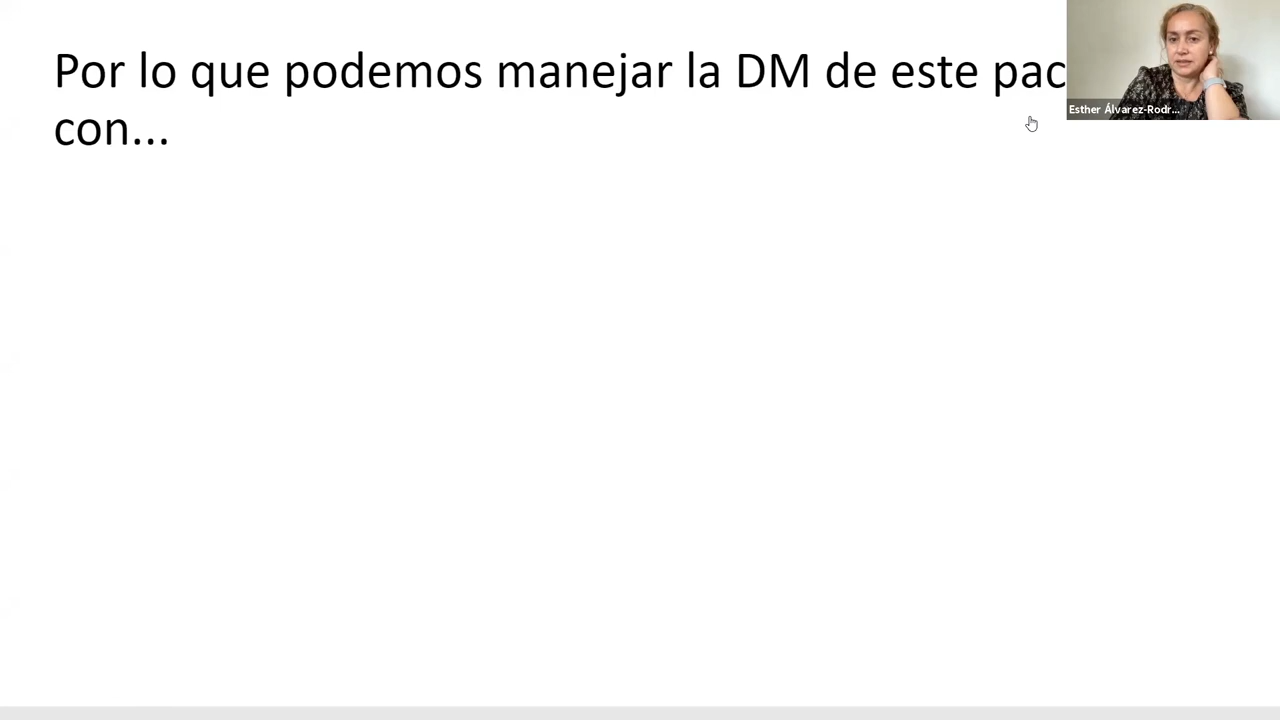 Por lo que podemos manejar la DM de este pac
con...
Esther Álvarez-Rodr...